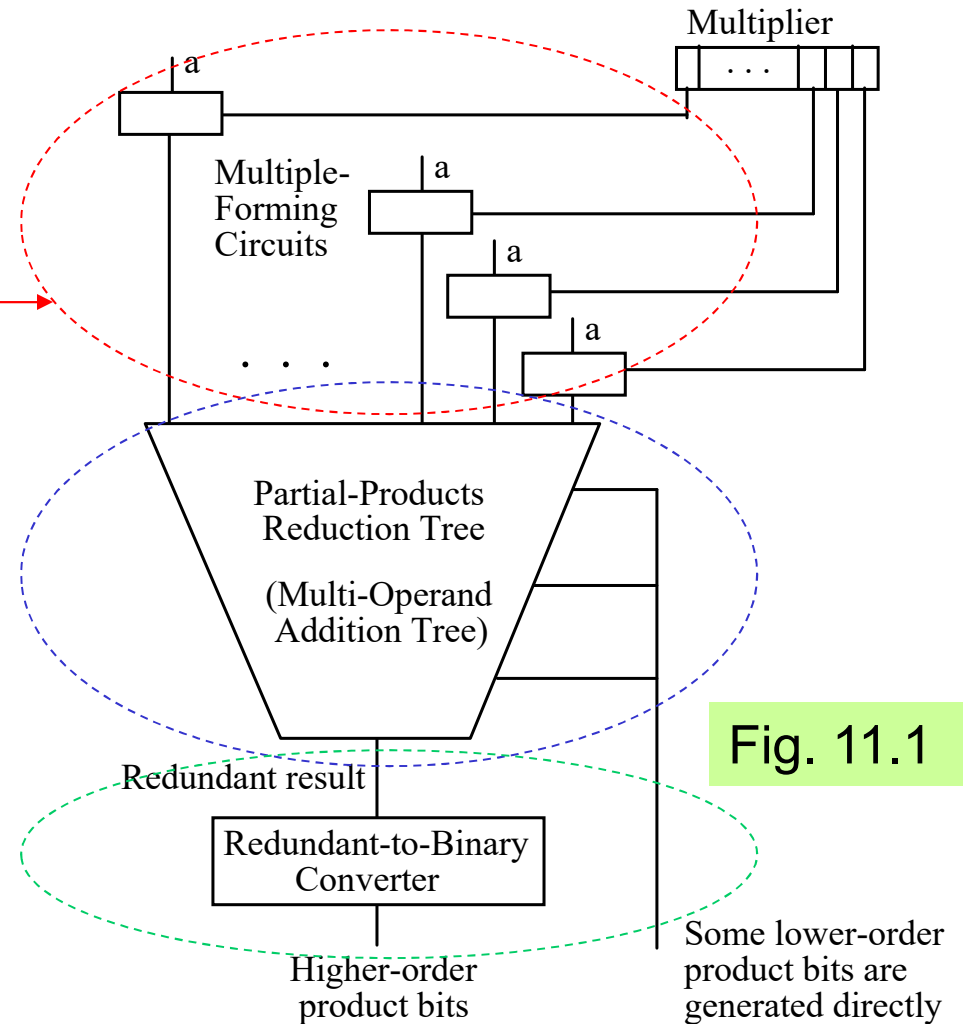 Multiplier
. . .
a
a
Multiple-
Forming
Circuits
a
a
. . .
Partial-Products
Reduction Tree
(Multi-Operand
Addition Tree)
Fig. 11.1
Redundant result
Redundant-to-Binary
Converter
Higher-order
product bits
Some lower-order
product bits are
generated directly